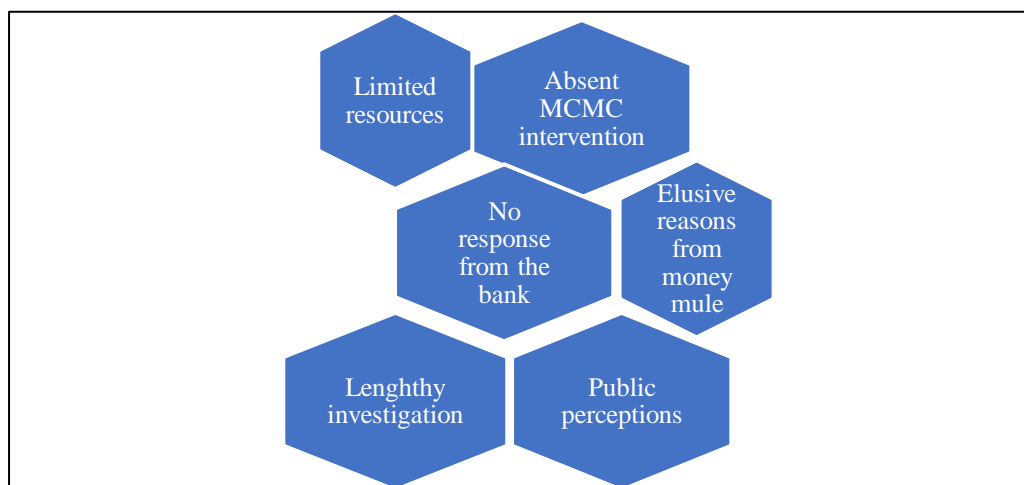 Limited
resources
Absent
MCMC
intervention
No
response
from the
bank
Elusive
reasons
from
money
mule
Lenghthy
investigation
Public
perceptions